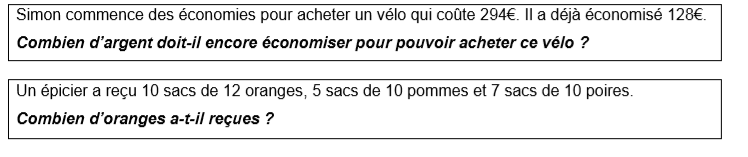 Simon commence des économies pour acheter un vélo qui coûte 294€. Il a déjà économisé 128€.
Combien d'argent doit-il encore économiser pour pouvoir acheter ce vélo ?
Un épicier a reçu 10 sacs de 12 oranges, 5 sacs de 10 pommes et 7 sacs de 10 poires.
Combien d'oranges a-t-il reçues ?